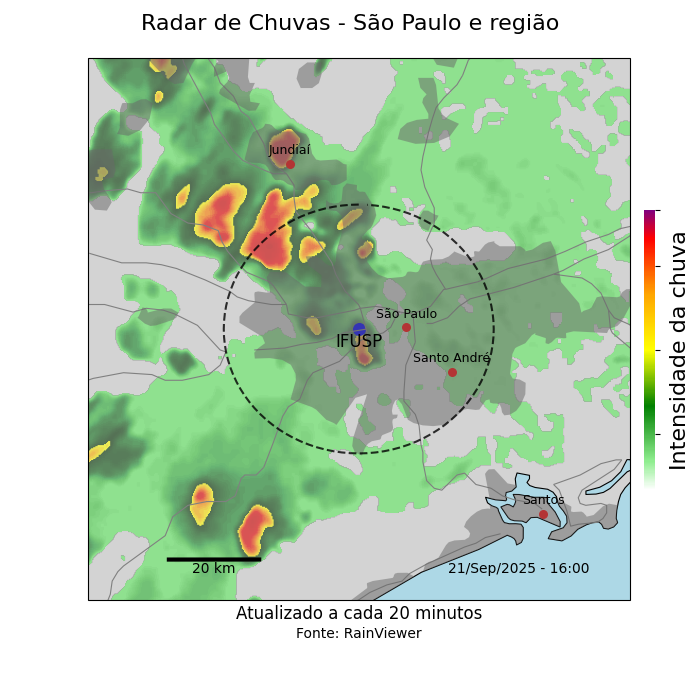 Radar de Chuvas - São Paulo e região
Jundiaí
São Paulo
IFUSP
Santo André
Santos
20 km
21/Sep/2025 - 16:00
Intensidade da chuva
Atualizado a cada 20 minutos
Fonte: RainViewer